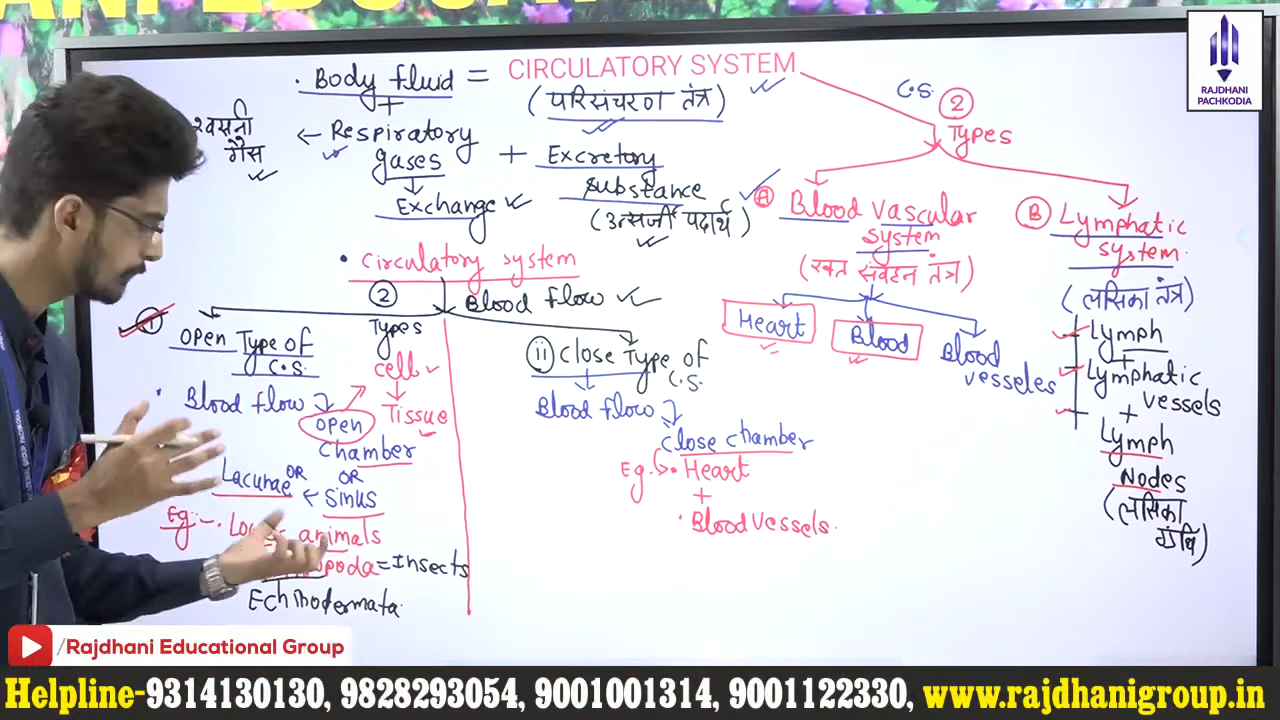 RAJDHANI
PACHKODIA
• Body fluid = CIRCULATORY SYSTEM
(परिसंचरण तंत्र)
+
श्वसनी
गैस
← Respiratory
gases
+ Excretory
substance
(उत्सर्जी पदार्थ)
Exchange
C.S.
2
Types
A Blood vascular
system
(रक्त संवहन तंत्र)
Heart
Blood
Blood
vesseles
B Lymphatic
system.
(लसिका तंत्र)
Lymph
+
Lymphatic
vessels
+
Lymph
Nodes
(लसिका
ग्रंथि)
• Circulatory system
2
Types
Blood flow
i
Open Type of
C.S.
• Blood flow
open
chamber
cell
Tissue
OR
Lacunae OR ← Sinus
Eg:-
animals
= Insects
Echinodermata.
ii Close Type of
C.S.
Blood flow
Close chamber
Eg. • Heart
+
• Blood vessels.
/Rajdhani Educational Group
Helpline-9314130130, 9828293054, 9001001314, 9001122330, www.rajdhanigroup.in